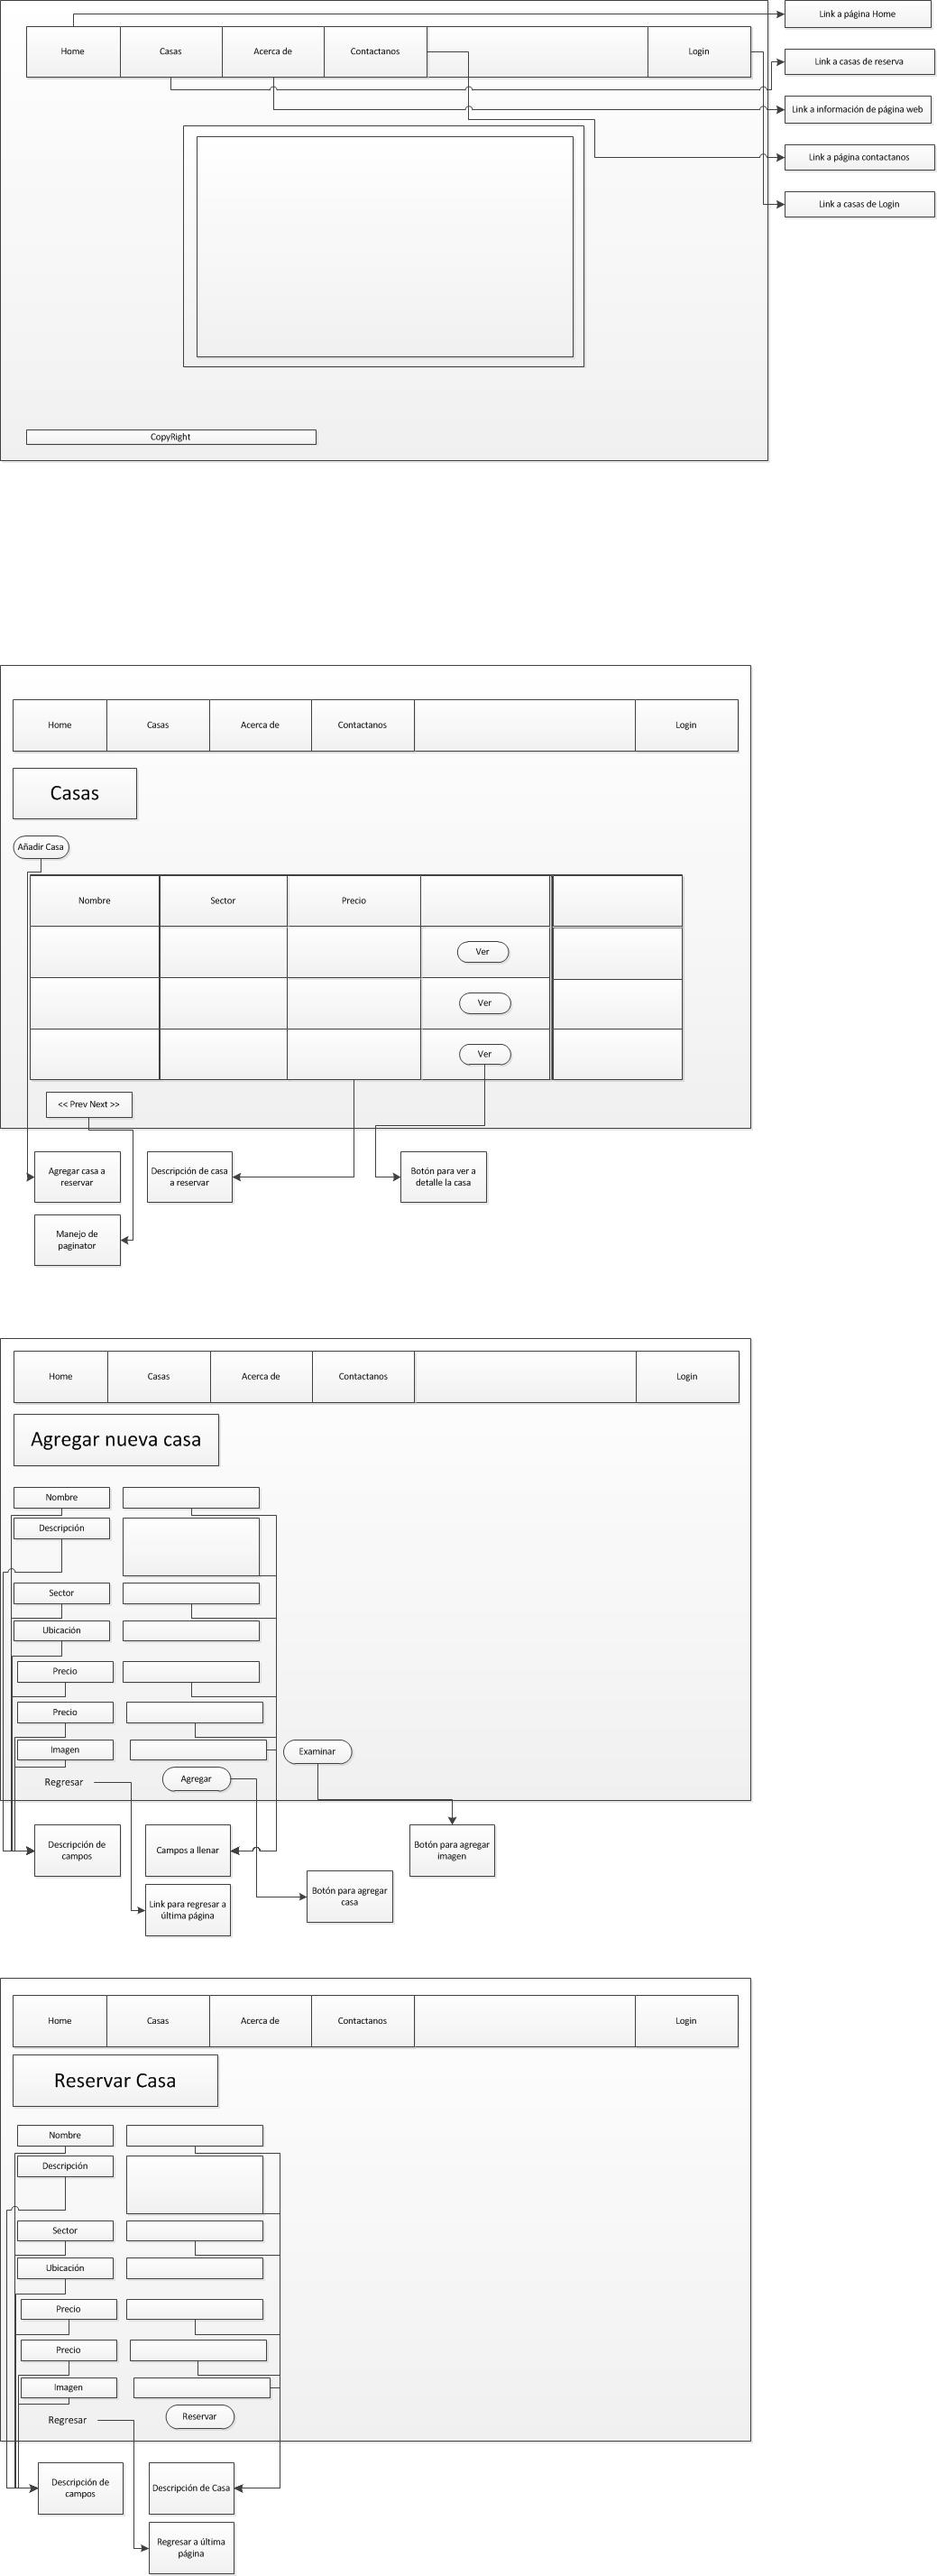 Link a página Home
Home
Casas
Acerca de
Contactanos
Login
Link a casas de reserva
Link a información de página web
Link a página contactanos
Link a casas de Login
CopyRight
Home
Casas
Acerca de
Contactanos
Login
Casas
Añadir Casa
Nombre
Sector
Precio
Ver
Ver
Ver
<< Prev Next >>
Agregar casa a
reservar
Descripción de casa
a reservar
Botón para ver a
detalle la casa
Manejo de
paginator
Home
Casas
Acerca de
Contactanos
Login
Agregar nueva casa
Nombre
Descripción
Sector
Ubicación
Precio
Precio
Imagen
Examinar
Regresar
Agregar
Descripción de
campos
Campos a llenar
Botón para agregar
imagen
Botón para agregar
casa
Link para regresar a
última página
Home
Casas
Acerca de
Contactanos
Login
Reservar Casa
Nombre
Descripción
Sector
Ubicación
Precio
Precio
Imagen
Regresar
Reservar
Descripción de
campos
Descripción de Casa
Regresar a última
página